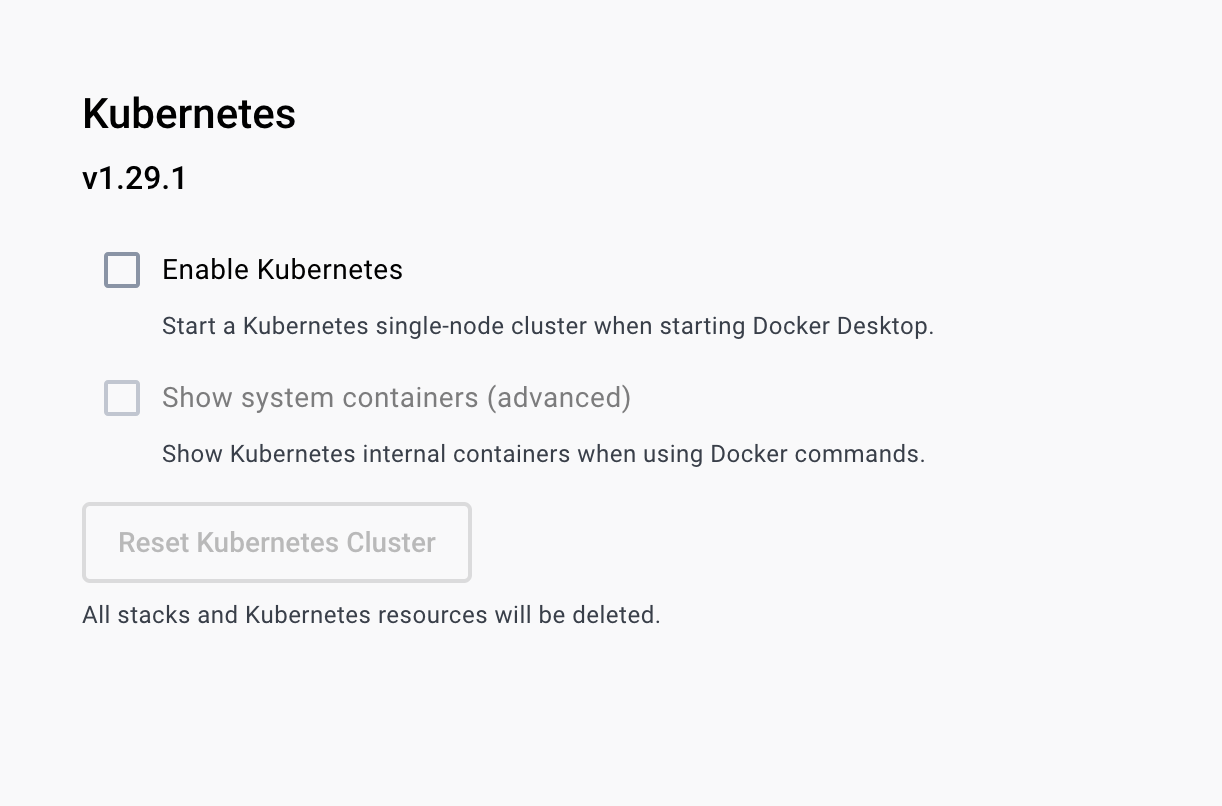 Kubernetes
v1.29.1
Enable Kubernetes
Start a Kubernetes single-node cluster when starting Docker Desktop.
Show system containers (advanced)
Show Kubernetes internal containers when using Docker commands.
Reset Kubernetes Cluster
All stacks and Kubernetes resources will be deleted.